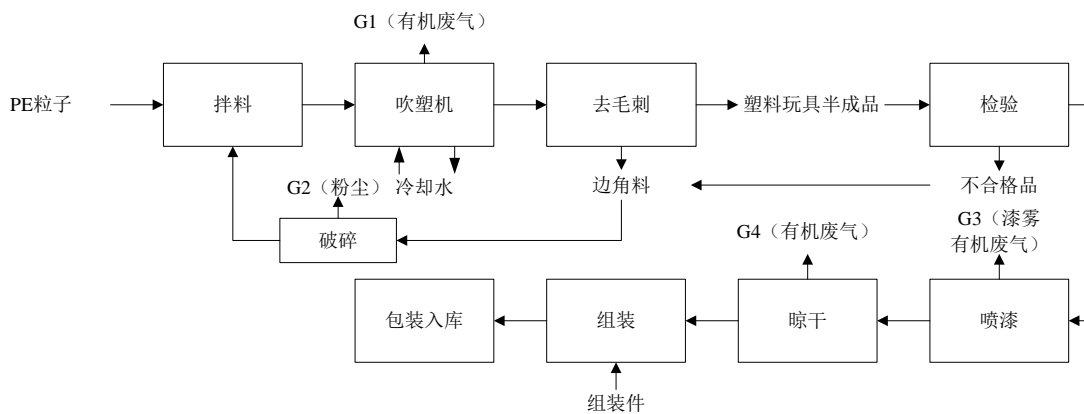 G1（有机废气）
PE粒子
拌料
吹塑机
去毛刺
塑料玩具半成品
检验
G2（粉尘）
冷却水
边角料
不合格品
破碎
G4（有机废气）
G3（漆雾
有机废气）
包装入库
组装
晾干
喷漆
组装件